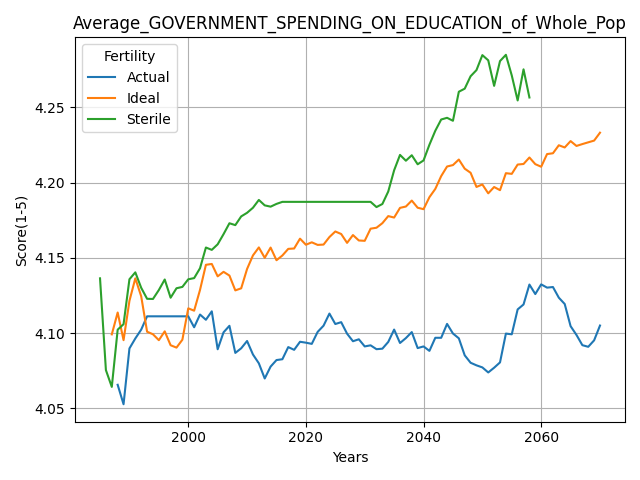 Average_GOVERNMENT_SPENDING_ON_EDUCATION_of_Whole_Pop
Fertility
Actual
Ideal
Sterile
4.25
4.20
4.15
4.10
4.05
Score(1-5)
2000 2020 2040 2060
Years